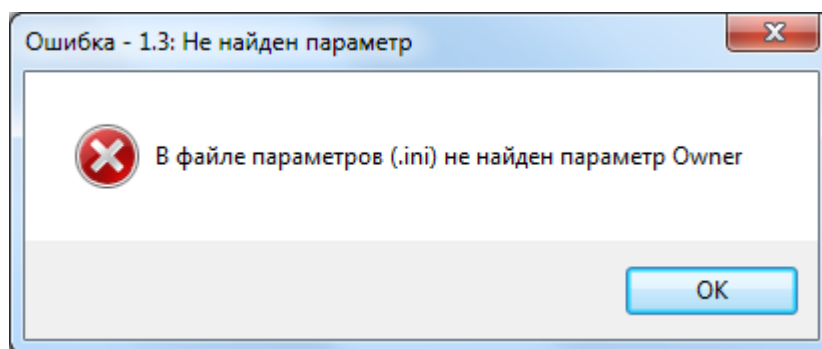 Ошибка - 1.3: Не найден параметр
В файле параметров (.ini) не найден параметр Owner
OK